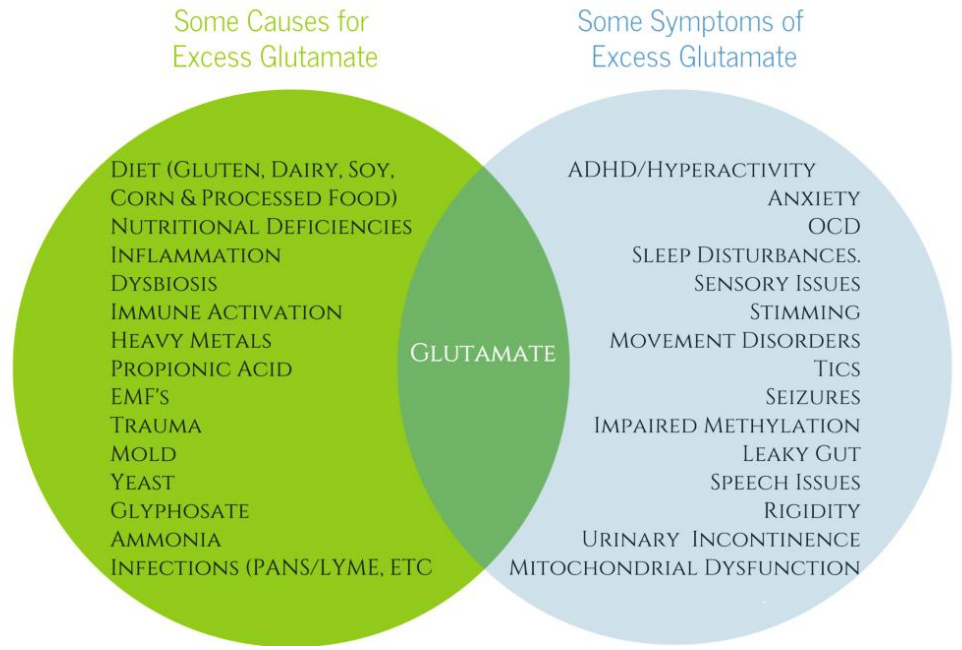 Some Causes for
Excess Glutamate
Some Symptoms of
Excess Glutamate
Diet (Gluten, Dairy, Soy,
Corn & Processed Food)
Nutritional Deficiencies
Inflammation
Dysbiosis
Immune Activation
Heavy Metals
Propionic Acid
EMF's
Trauma
Mold
Yeast
Glyphosate
Ammonia
Infections (PANS/Lyme, etc
Glutamate
ADHD/Hyperactivity
Anxiety
OCD
Sleep Disturbances.
Sensory Issues
Stimming
Movement Disorders
Tics
Seizures
Impaired Methylation
Leaky Gut
Speech Issues
Rigidity
Urinary Incontinence
Mitochondrial Dysfunction